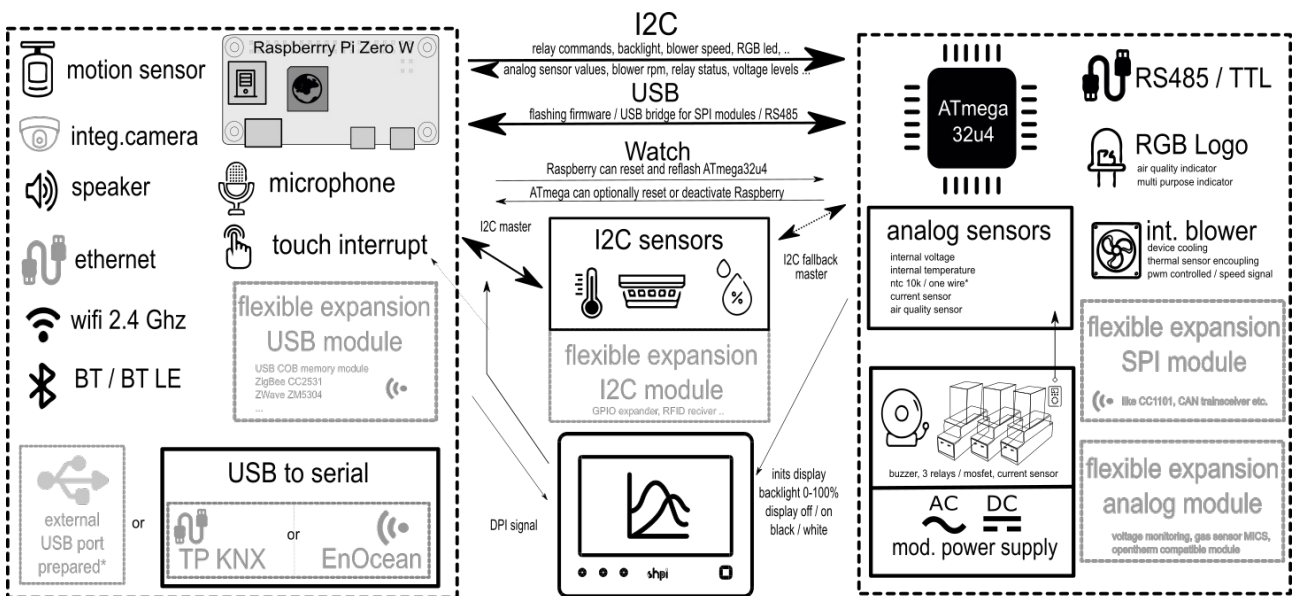 I2C
relay commands, backlight, blower speed, RGB led, ..
analog sensor values, blower rpm, relay status, voltage levels ...
USB
flashing firmware / USB bridge for SPI modules / RS485
Watch
Raspberry can reset and reflash ATmega32u4
ATmega can optionally reset or deactivate Raspberry
motion sensor
Raspberrry Pi Zero W
integ.camera
speaker
microphone
ethernet
touch interrupt
wifi 2.4 Ghz
BT / BT LE
flexible expansion
USB module
USB COB memory module
ZigBee CC2531
ZWave ZM5304
...
external
USB port
prepared*
or
USB to serial
TP KNX
or
EnOcean
I2C master
I2C sensors
%
I2C fallback
master
flexible expansion
I2C module
GPIO expander, RFID reciver ..
DPI signal
shpi
inits display
backlight 0-100%
display off / on
black / white
ATmega
32u4
RS485 / TTL
RGB Logo
air quality indicator
multi purpose indicator
analog sensors
internal voltage
internal temperature
ntc 10k / one wire*
current sensor
air quality sensor
int. blower
device cooling
thermal sensor encoupling
pwm controlled / speed signal
flexible expansion
SPI module
like CC1101, CAN trainsceiver etc.
buzzer, 3 relays / mosfet, current sensor
AC
DC
mod. power supply
flexible expansion
analog module
voltage monitoring, gas sensor MICS,
opentherm compatible module